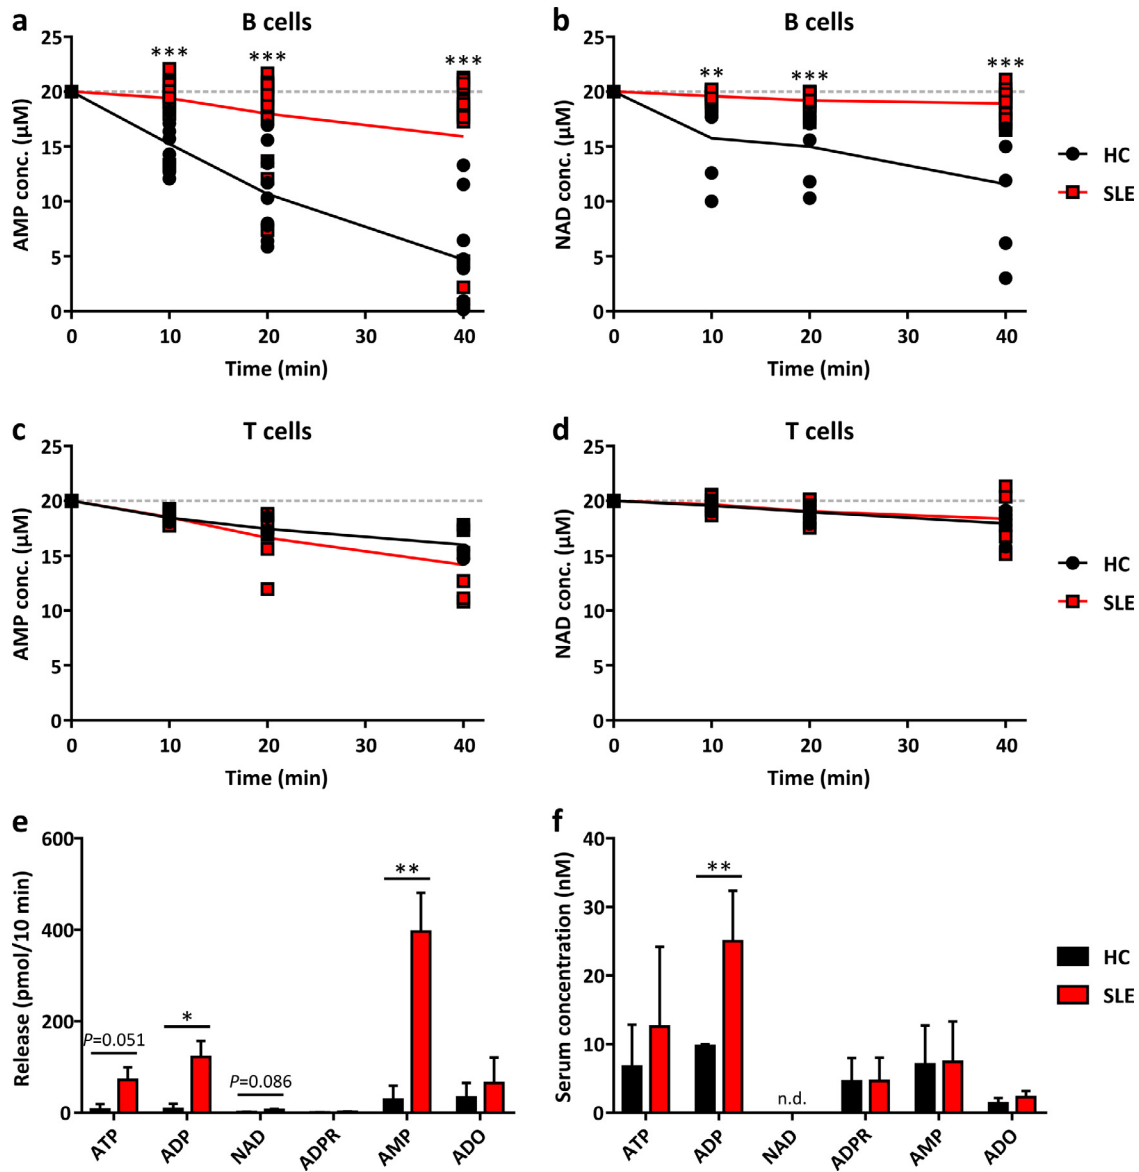 a
B cells
AMP conc. (µM)
25
20
15
10
5
0
***
***
***
0
10
20
30
40
Time (min)
b
B cells
NAD conc. (µM)
25
20
15
10
5
0
**
***
***
0
10
20
30
40
Time (min)
HC
SLE
c
T cells
AMP conc. (µM)
25
20
15
10
5
0
0
10
20
30
40
Time (min)
d
T cells
NAD conc. (µM)
25
20
15
10
5
0
0
10
20
30
40
Time (min)
HC
SLE
e
Release (pmol/10 min)
600
400
200
0
P=0.051
*
P=0.086
**
ATP
ADP
NAD
ADPR
AMP
ADO
f
Serum concentration (nM)
40
30
20
10
0
**
n.d.
ATP
ADP
NAD
ADPR
AMP
ADO
HC
SLE